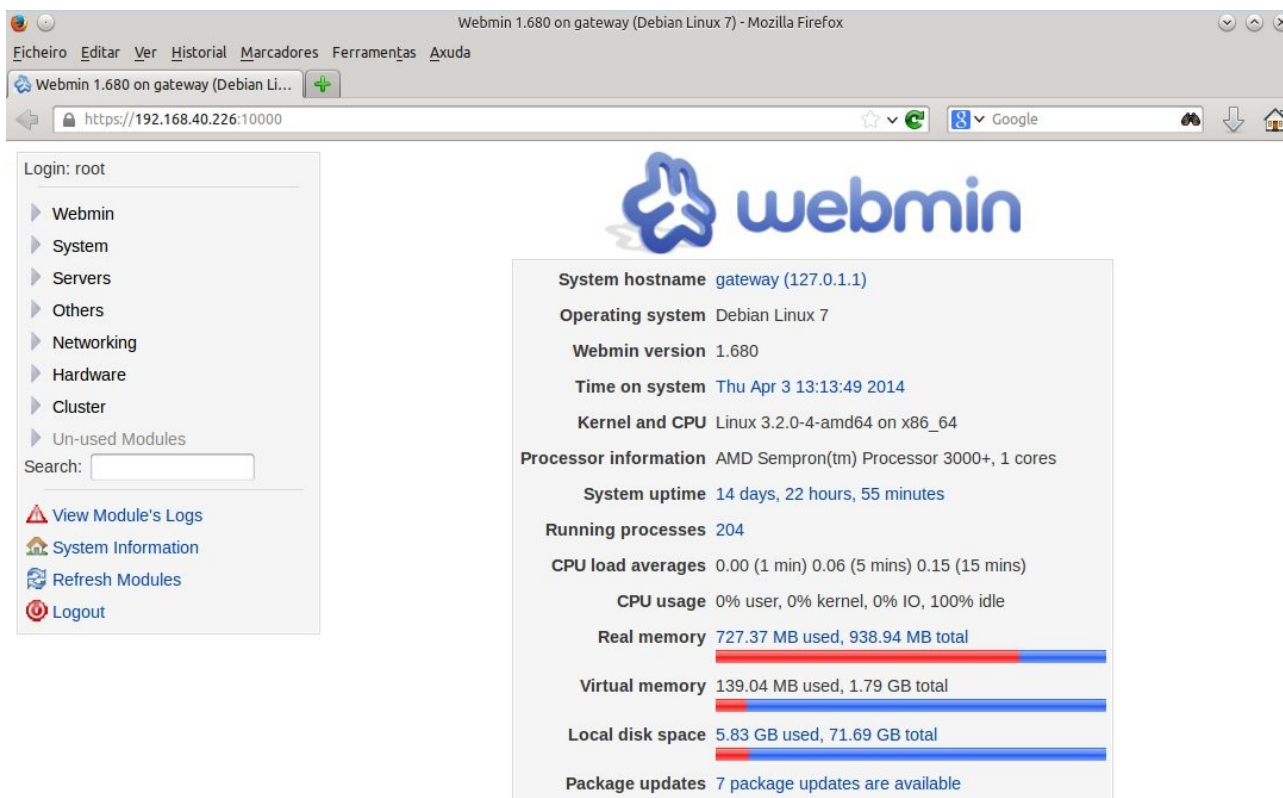 Webmin 1.680 on gateway (Debian Linux 7) - Mozilla Firefox
Ficheiro Editar Ver Historial Marcadores Ferramentas Axuda
Webmin 1.680 on gateway (Debian Li...
https://192.168.40.226:10000
Google
Login: root
Webmin
System
Servers
Others
Networking
Hardware
Cluster
Un-used Modules
Search:
View Module's Logs
System Information
Refresh Modules
Logout
webmin
System hostname gateway (127.0.1.1)
Operating system Debian Linux 7
Webmin version 1.680
Time on system Thu Apr 3 13:13:49 2014
Kernel and CPU Linux 3.2.0-4-amd64 on x86_64
Processor information AMD Sempron(tm) Processor 3000+, 1 cores
System uptime 14 days, 22 hours, 55 minutes
Running processes 204
CPU load averages 0.00 (1 min) 0.06 (5 mins) 0.15 (15 mins)
CPU usage 0% user, 0% kernel, 0% IO, 100% idle
Real memory 727.37 MB used, 938.94 MB total
Virtual memory 139.04 MB used, 1.79 GB total
Local disk space 5.83 GB used, 71.69 GB total
Package updates 7 package updates are available